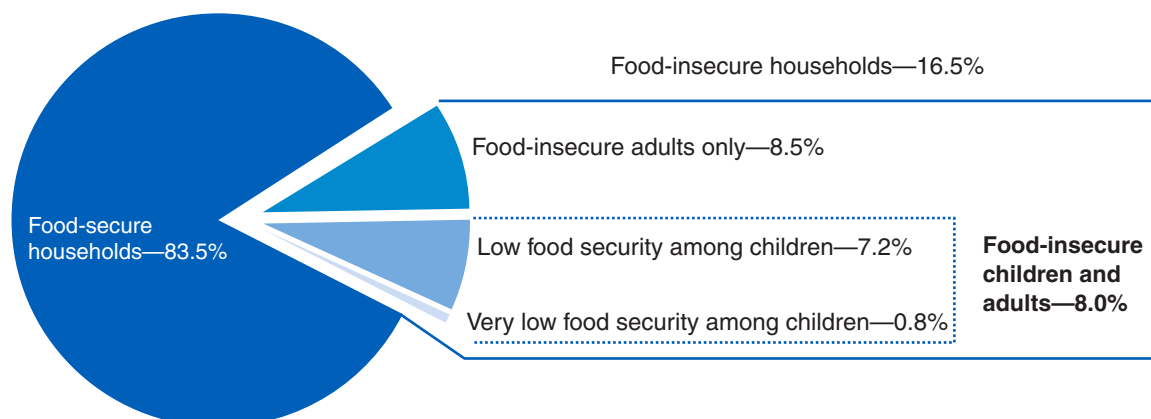 Food-insecure households—16.5%
Food-insecure adults only—8.5%
Food-secure
households—83.5%
Low food security among children—7.2%
Very low food security among children—0.8%
Food-insecure
children and
adults—8.0%